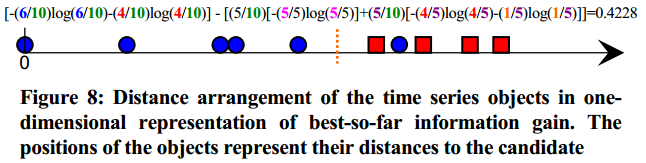 [-(6/10)log(6/10)-(4/10)log(4/10)] - [(5/10)[-(5/5)log(5/5)]+(5/10)[-(4/5)log(4/5)-(1/5)log(1/5)]]=0.4228
0
Figure 8: Distance arrangement of the time series objects in one-
dimensional representation of best-so-far information gain. The
positions of the objects represent their distances to the candidate